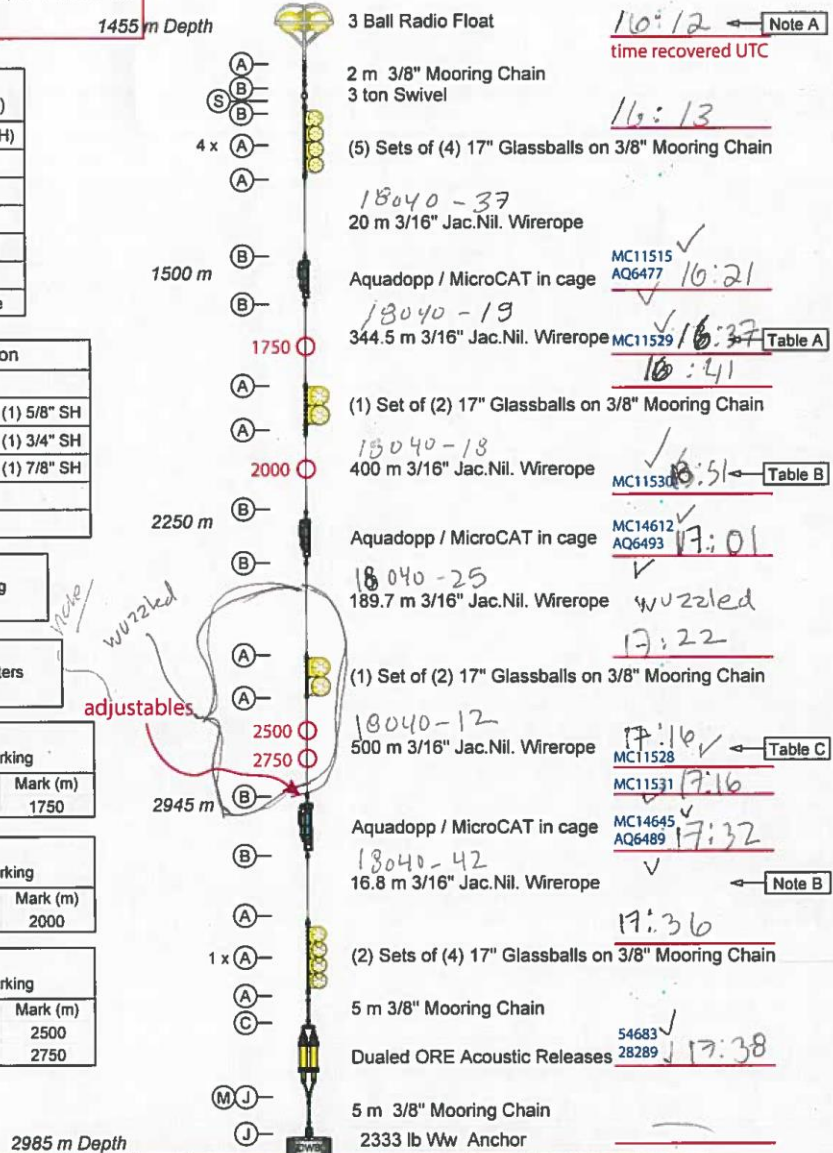 1455 m Depth
3 Ball Radio Float
16:12
Note A
time recovered UTC
A
2 m 3/8" Mooring Chain
B
3 ton Swivel
S
B
16:13
4 x A
(5) Sets of (4) 17" Glassballs on 3/8" Mooring Chain
A
)
H)
18040-37
20 m 3/16" Jac.Nil. Wirerope
B
1500 m
Aquadopp / MicroCAT in cage
MC11515
AQ6477
16:21
B
e
18040-19
344.5 m 3/16" Jac.Nil. Wirerope
MC11529
16:37
Table A
1750
16:41
on
A
(1) Set of (2) 17" Glassballs on 3/8" Mooring Chain
A
(1) 5/8" SH
(1) 3/4" SH
(1) 7/8" SH
18040-18
2000
400 m 3/16" Jac.Nil. Wirerope
MC11530
16:51
Table B
B
2250 m
Aquadopp / MicroCAT in cage
MC14612
AQ6493
17:01
B
g
18040-25
189.7 m 3/16" Jac.Nil. Wirerope
wuzzled
note
wuzzled
17:22
A
(1) Set of (2) 17" Glassballs on 3/8" Mooring Chain
A
ters
adjustables
18040-12
2500
500 m 3/16" Jac.Nil. Wirerope
17:16
MC11528
Table C
2750
MC11531
17:16
rking
Mark (m)
1750
2945 m
B
Aquadopp / MicroCAT in cage
MC14645
AQ6489
17:32
B
18040-42
16.8 m 3/16" Jac.Nil. Wirerope
Note B
rking
Mark (m)
2000
A
17:36
1 x A
(2) Sets of (4) 17" Glassballs on 3/8" Mooring Chain
A
5 m 3/8" Mooring Chain
C
rking
Mark (m)
2500
2750
Dualed ORE Acoustic Releases
54683
28289
17:38
M J
5 m 3/8" Mooring Chain
J
2985 m Depth
2333 lb Ww Anchor